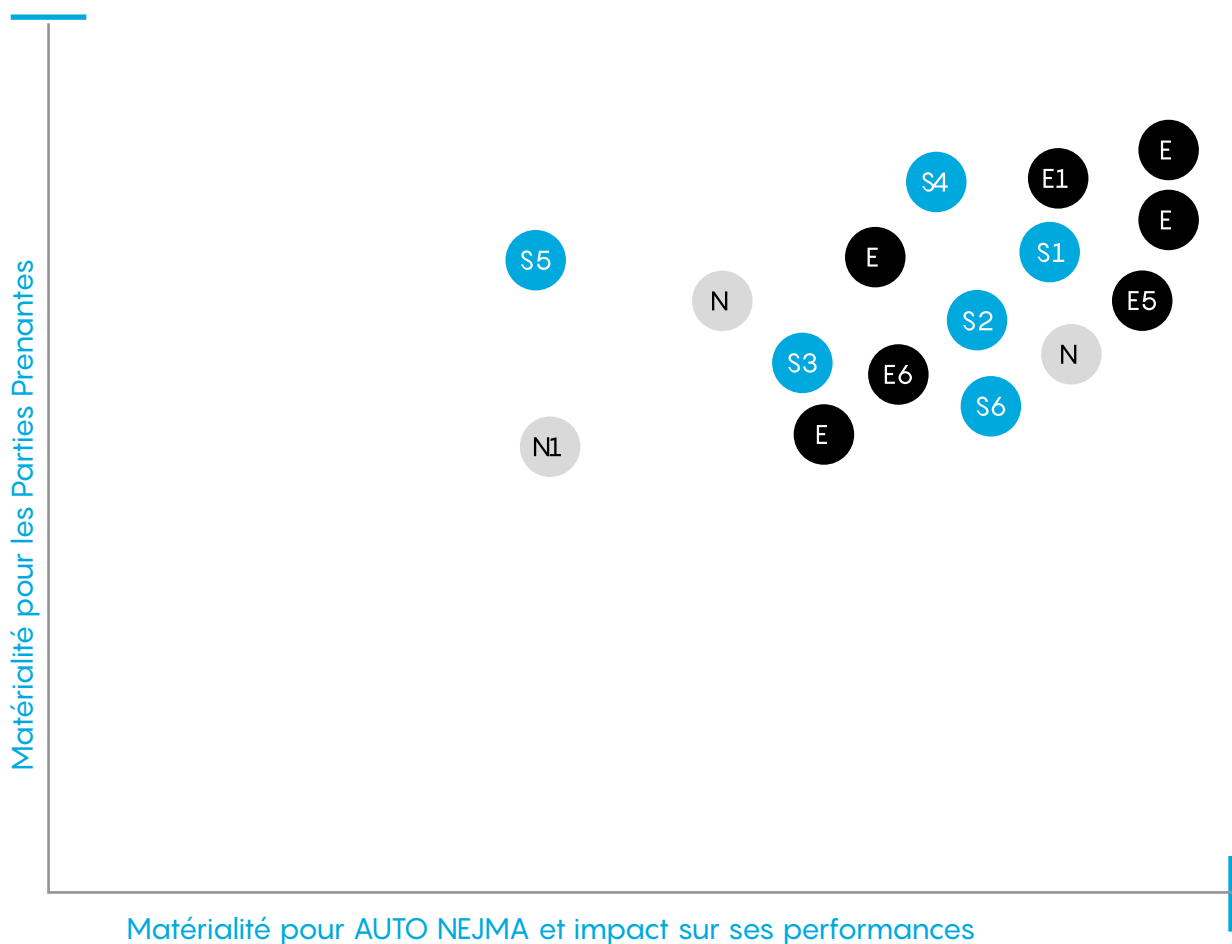 E
S4
E1
E
S5
E
S1
N
E5
S2
N
S3
E6
S6
E
N1
Matérialité pour les Parties Prenantes
Matérialité pour AUTO NEJMA et impact sur ses performances